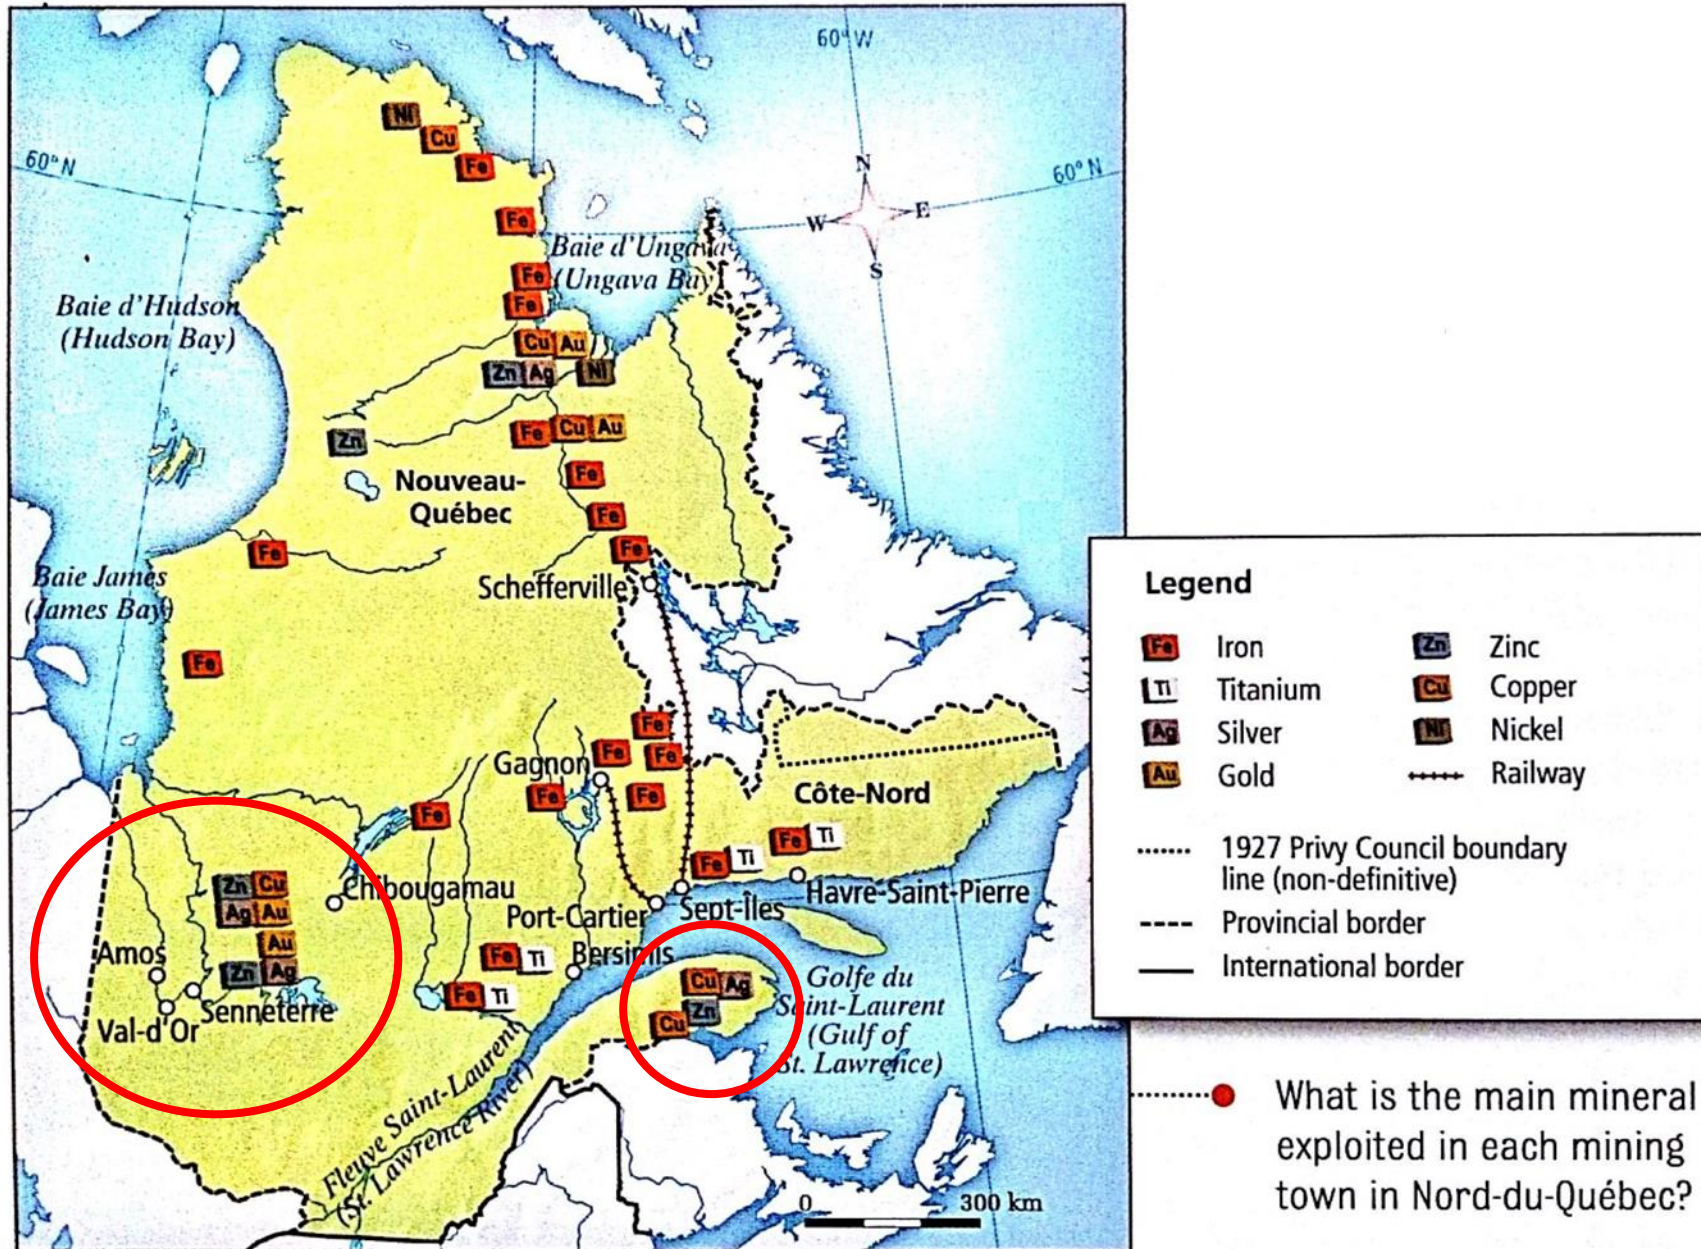 60° W
60° N
60° N
N
W
E
S
Ni
Cu
Fe
Fe
Fe
Fe
Cu Au
Zn Ag Ni
Zn
Fe Cu Au
Fe
Fe
Fe
Fe
Fe
Baie d'Ungava
(Ungava Bay)
Baie d'Hudson
(Hudson Bay)
Nouveau-
Québec
Baie James
(James Bay)
Schefferville
Fe
Fe
Fe
Fe
Fe
Gagnon
Côte-Nord
Fe
Fe Ti
Fe Ti
Zn Cu
Ag Au
Au
Zn Ag
Chibougamau
Port-Cartier
Sept-Îles
Havre-Saint-Pierre
Amos
Val-d'Or
Senneterre
Fe Ti
Fe Ti
Bersimis
Cu Ag
Zn
Cu
Golfe du
Saint-Laurent
(Gulf of
St. Lawrence)
Fleuve Saint-Laurent
(St. Lawrence River)
0 300 km
Legend
Fe Iron
Ti Titanium
Ag Silver
Au Gold
Zn Zinc
Cu Copper
Ni Nickel
Railway
1927 Privy Council boundary
line (non-definitive)
Provincial border
International border
What is the main mineral
exploited in each mining
town in Nord-du-Québec?